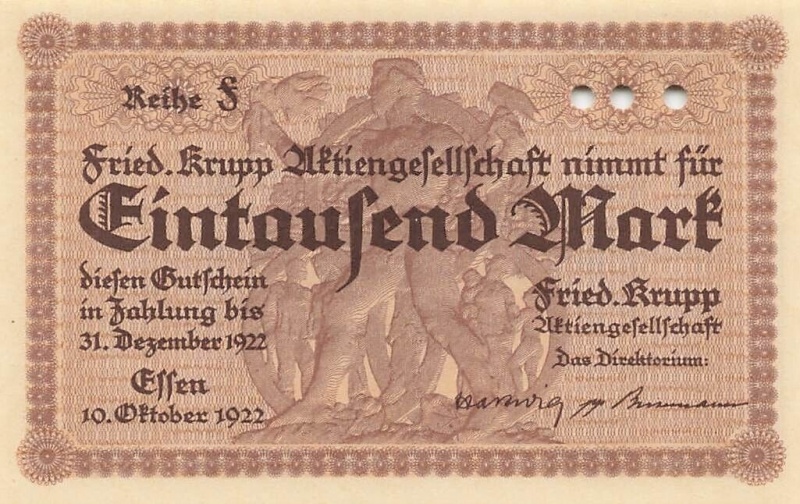 Reihe F
Fried. Krupp Aktiengeſellſchaft nimmt für
Eintauſend Mark
dieſen Gutſchein
in Zahlung bis
31. Dezember 1922
Eſſen
10. Oktober 1922
Fried. Krupp
Aktiengeſellſchaft
Das Direktorium: